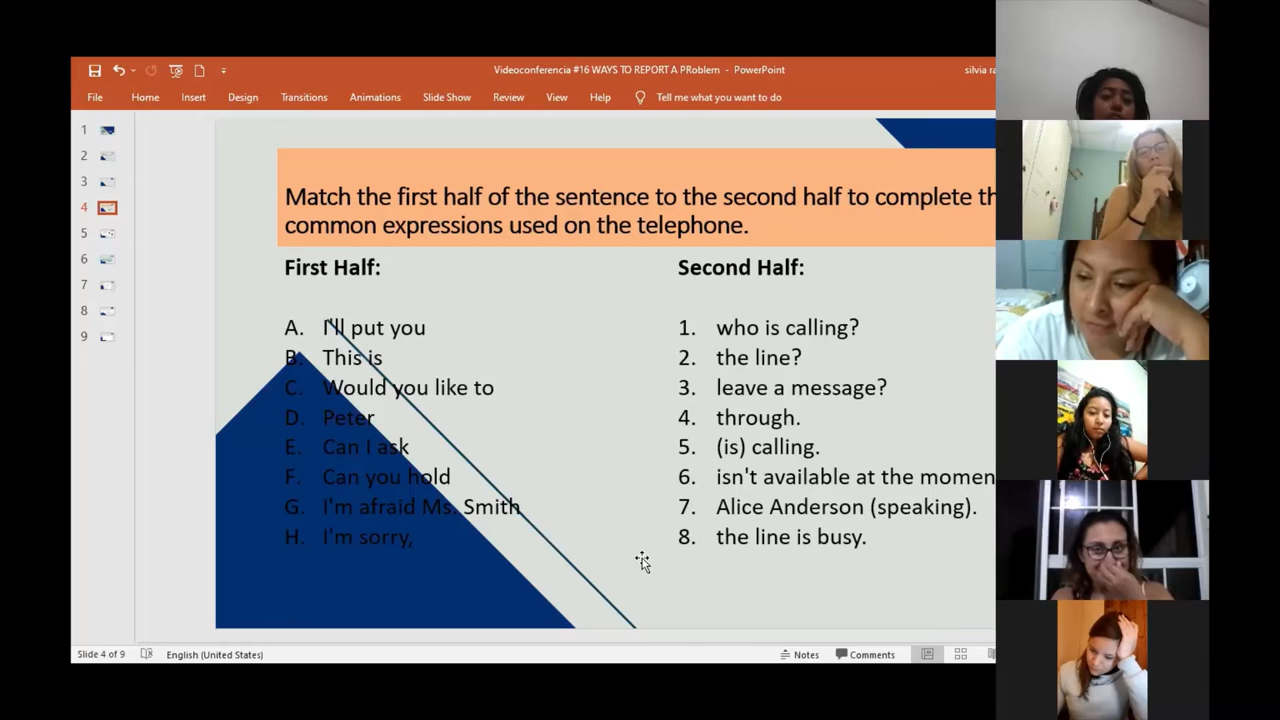 Videoconferencia #16 WAYS TO REPORT A PRoblem - PowerPoint
silvia ra
File Home Insert Design Transitions Animations Slide Show Review View Help Tell me what you want to do
1
2
3
4
5
6
7
8
9
Match the first half of the sentence to the second half to complete th
common expressions used on the telephone.
First Half:
A. I'll put you
B. This is
C. Would you like to
D. Peter
E. Can I ask
F. Can you hold
G. I'm afraid Ms. Smith
H. I'm sorry,
Second Half:
1. who is calling?
2. the line?
3. leave a message?
4. through.
5. (is) calling.
6. isn't available at the momen
7. Alice Anderson (speaking).
8. the line is busy.
Slide 4 of 9 English (United States) Notes Comments